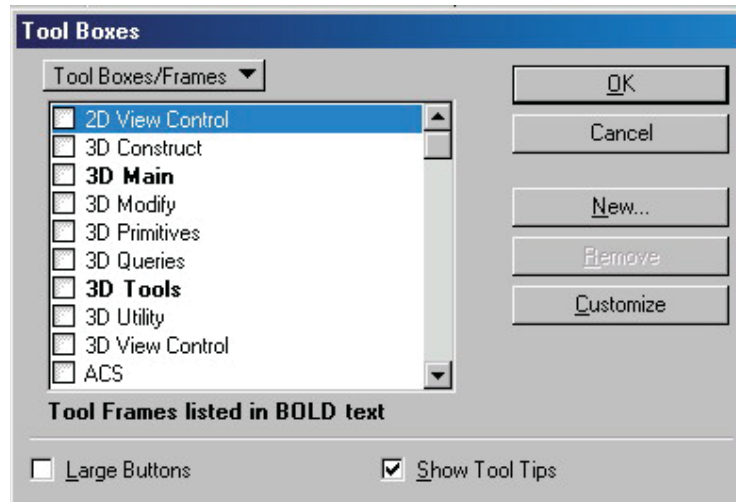 Tool Boxes
Tool Boxes/Frames
OK
2D View Control
Cancel
3D Construct
3D Main
3D Modify
New...
3D Primitives
3D Queries
Remove
3D Tools
Customize
3D Utility
3D View Control
ACS
Tool Frames listed in BOLD text
Large Buttons
Show Tool Tips